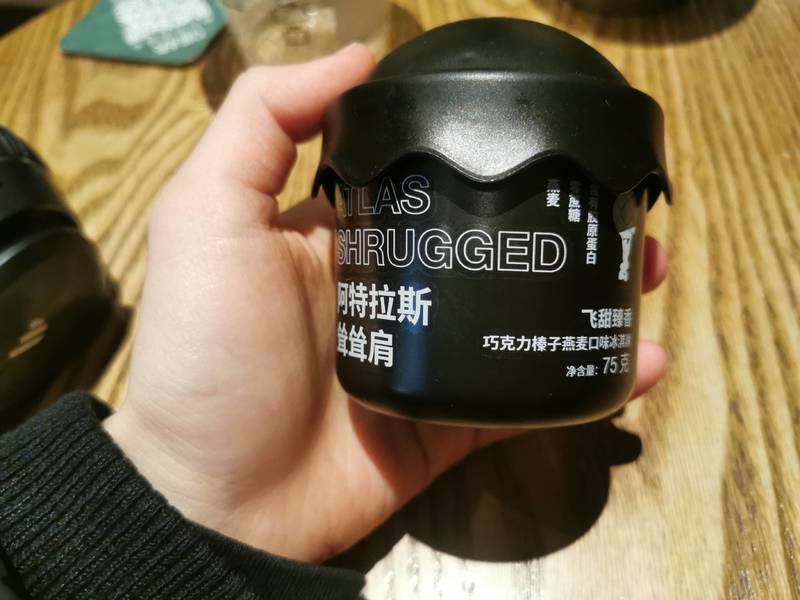 ATLAS
SHRUGGED
阿特拉斯
耸耸肩
燕麦
零蔗糖
含有胶原蛋白
飞甜臻香
巧克力榛子燕麦口味冰淇淋
净含量：75克